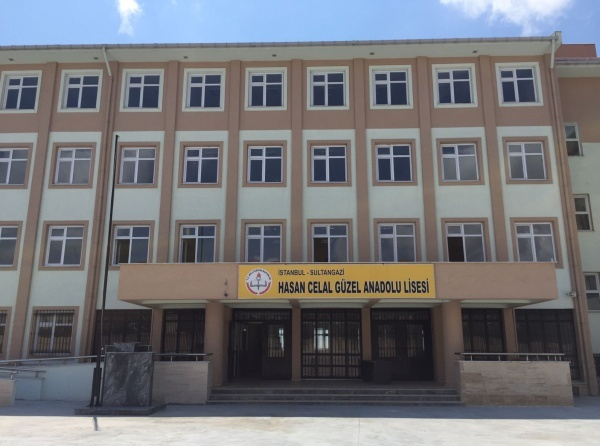 İSTANBUL - SULTANGAZİ
HASAN CELAL GÜZEL ANADOLU LİSESİ